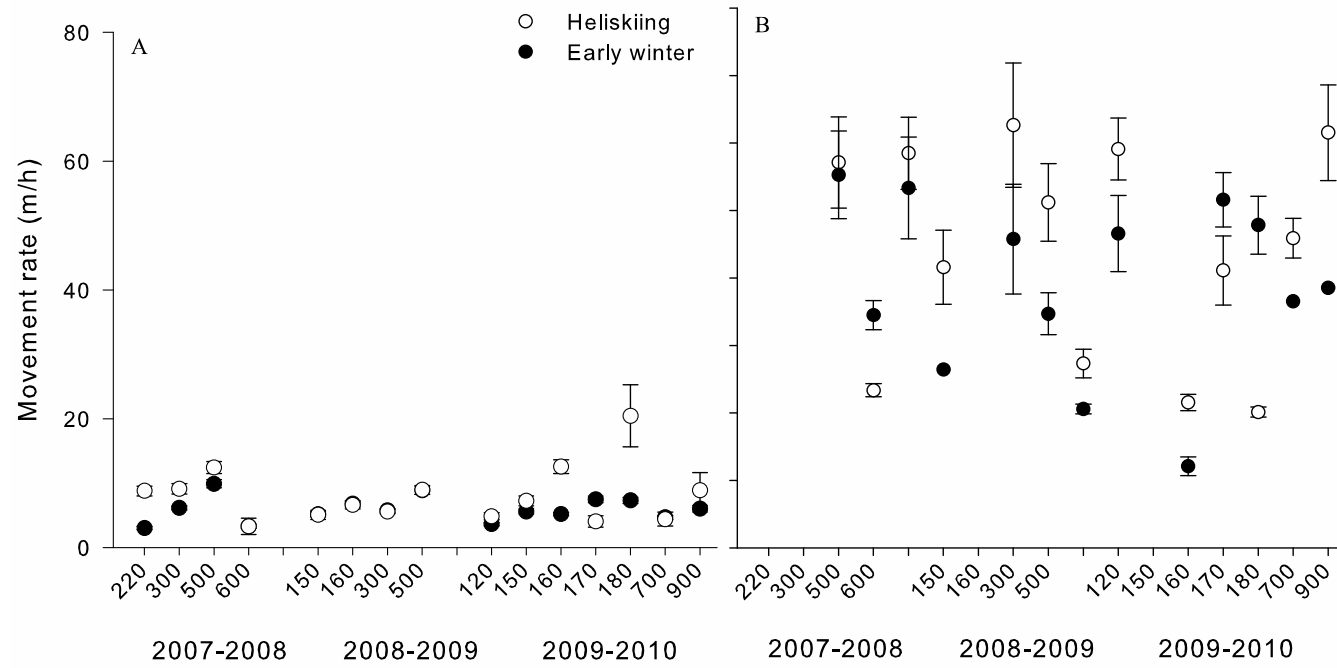 80
60
40
20
0
Movement rate (m/h)
A
Heliskiing
Early winter
B
220 300 500 600 150 160 300 500 120 150 160 170 180 700 900
2007-2008 2008-2009 2009-2010
220 300 500 600 150 160 300 500 120 150 160 170 180 700 900
2007-2008 2008-2009 2009-2010